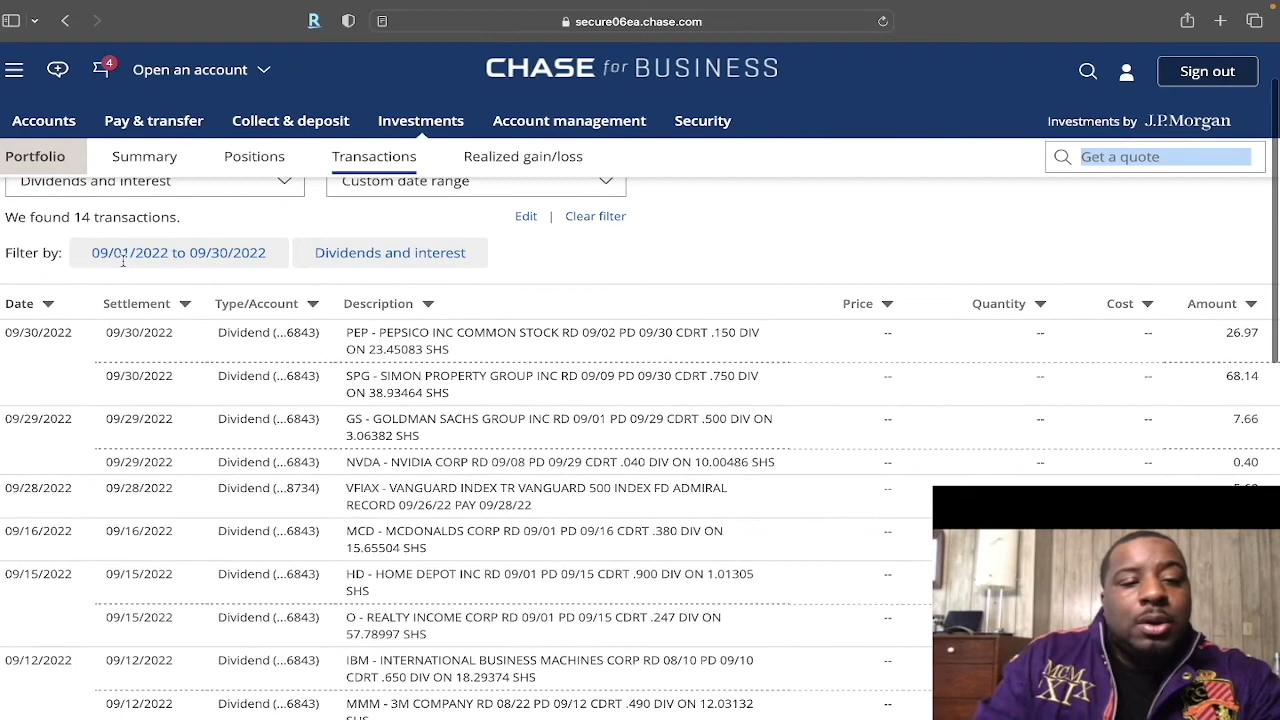 secure06ea.chase.com
4
Open an account
CHASE for BUSINESS
Sign out
Accounts
Pay & transfer
Collect & deposit
Investments
Account management
Security
Investments by J.P.Morgan
Portfolio
Summary
Positions
Transactions
Realized gain/loss
Get a quote
Dividends and interest
Custom date range
We found 14 transactions.
Edit | Clear filter
Filter by: 09/01/2022 to 09/30/2022 Dividends and interest
Date Settlement Type/Account Description Price Quantity Cost Amount
09/30/2022 09/30/2022 Dividend (...6843) PEP - PEPSICO INC COMMON STOCK RD 09/02 PD 09/30 CDRT .150 DIV -- -- -- 26.97
ON 23.45083 SHS
09/30/2022 Dividend (...6843) SPG - SIMON PROPERTY GROUP INC RD 09/09 PD 09/30 CDRT .750 DIV -- -- -- 68.14
ON 38.93464 SHS
09/29/2022 09/29/2022 Dividend (...6843) GS - GOLDMAN SACHS GROUP INC RD 09/01 PD 09/29 CDRT .500 DIV ON -- -- -- 7.66
3.06382 SHS
09/29/2022 Dividend (...6843) NVDA - NVIDIA CORP RD 09/08 PD 09/29 CDRT .040 DIV ON 10.00486 SHS -- -- -- 0.40
09/28/2022 09/28/2022 Dividend (...8734) VFIAX - VANGUARD INDEX TR VANGUARD 500 INDEX FD ADMIRAL --
RECORD 09/26/22 PAY 09/28/22
09/16/2022 09/16/2022 Dividend (...6843) MCD - MCDONALDS CORP RD 09/01 PD 09/16 CDRT .380 DIV ON --
15.65504 SHS
09/15/2022 09/15/2022 Dividend (...6843) HD - HOME DEPOT INC RD 09/01 PD 09/15 CDRT .900 DIV ON 1.01305 --
SHS
09/15/2022 Dividend (...6843) O - REALTY INCOME CORP RD 09/01 PD 09/15 CDRT .247 DIV ON --
57.78997 SHS
09/12/2022 09/12/2022 Dividend (...6843) IBM - INTERNATIONAL BUSINESS MACHINES CORP RD 08/10 PD 09/10 --
CDRT .650 DIV ON 18.29374 SHS
09/12/2022 Dividend (...6843) MMM - 3M COMPANY RD 08/22 PD 09/12 CDRT .490 DIV ON 12.03132 --
MCM
XIX